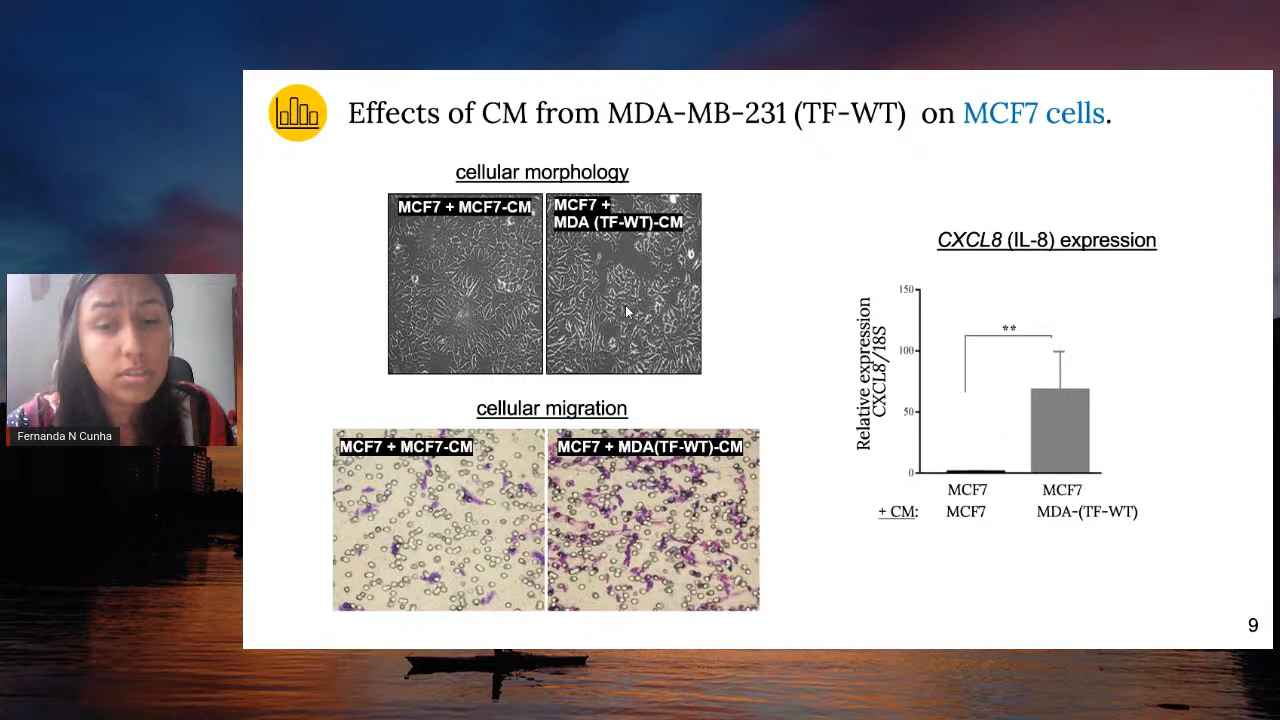 Effects of CM from MDA-MB-231 (TF-WT) on MCF7 cells.
cellular morphology
MCF7 + MCF7-CM
MCF7 +
MDA (TF-WT)-CM
cellular migration
MCF7 + MCF7-CM
MCF7 + MDA(TF-WT)-CM
CXCL8 (IL-8) expression
Relative expression
CXCL8/18S
150
100
50
0
**
MCF7 MCF7
+ CM: MCF7 MDA-(TF-WT)
9
Fernanda N Cunha